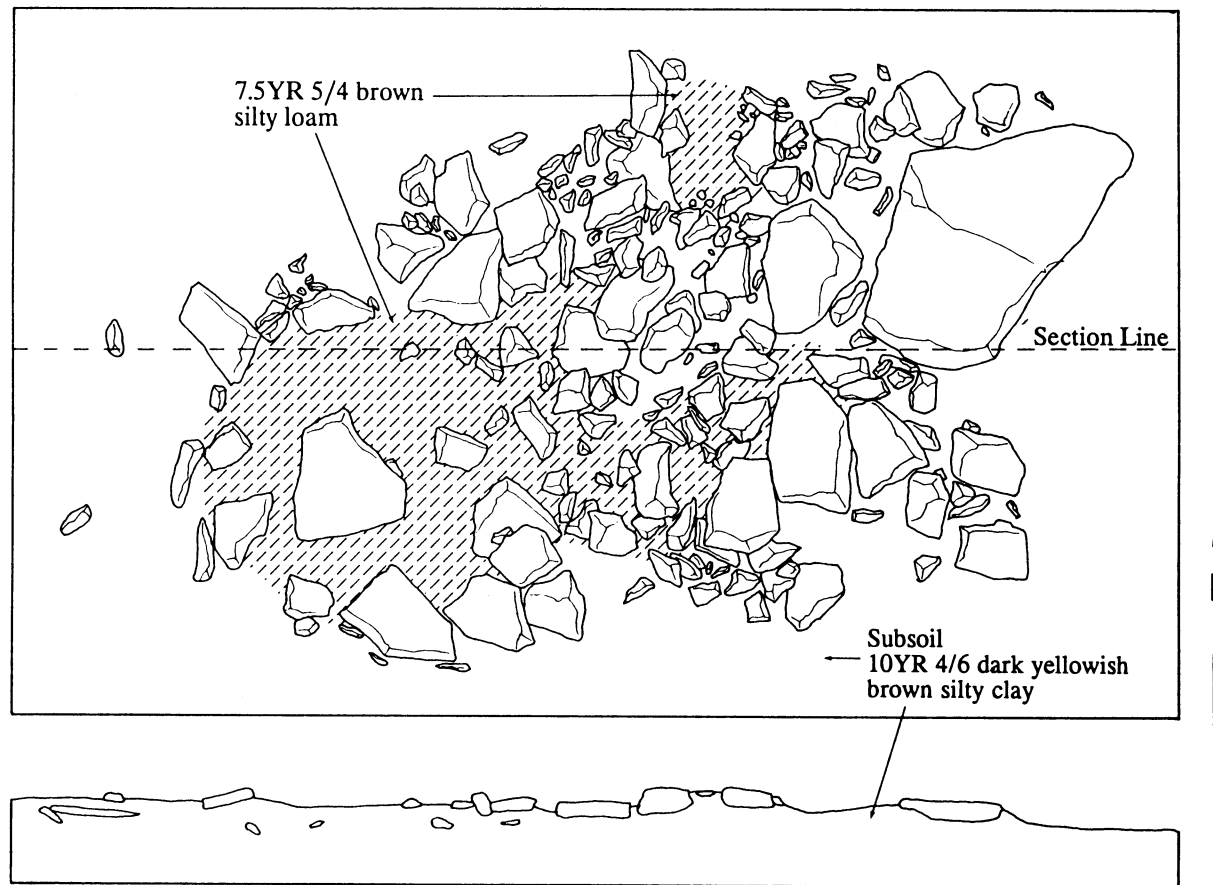 7.5YR 5/4 brown
silty loam
Section Line
Subsoil
10YR 4/6 dark yellowish
brown silty clay